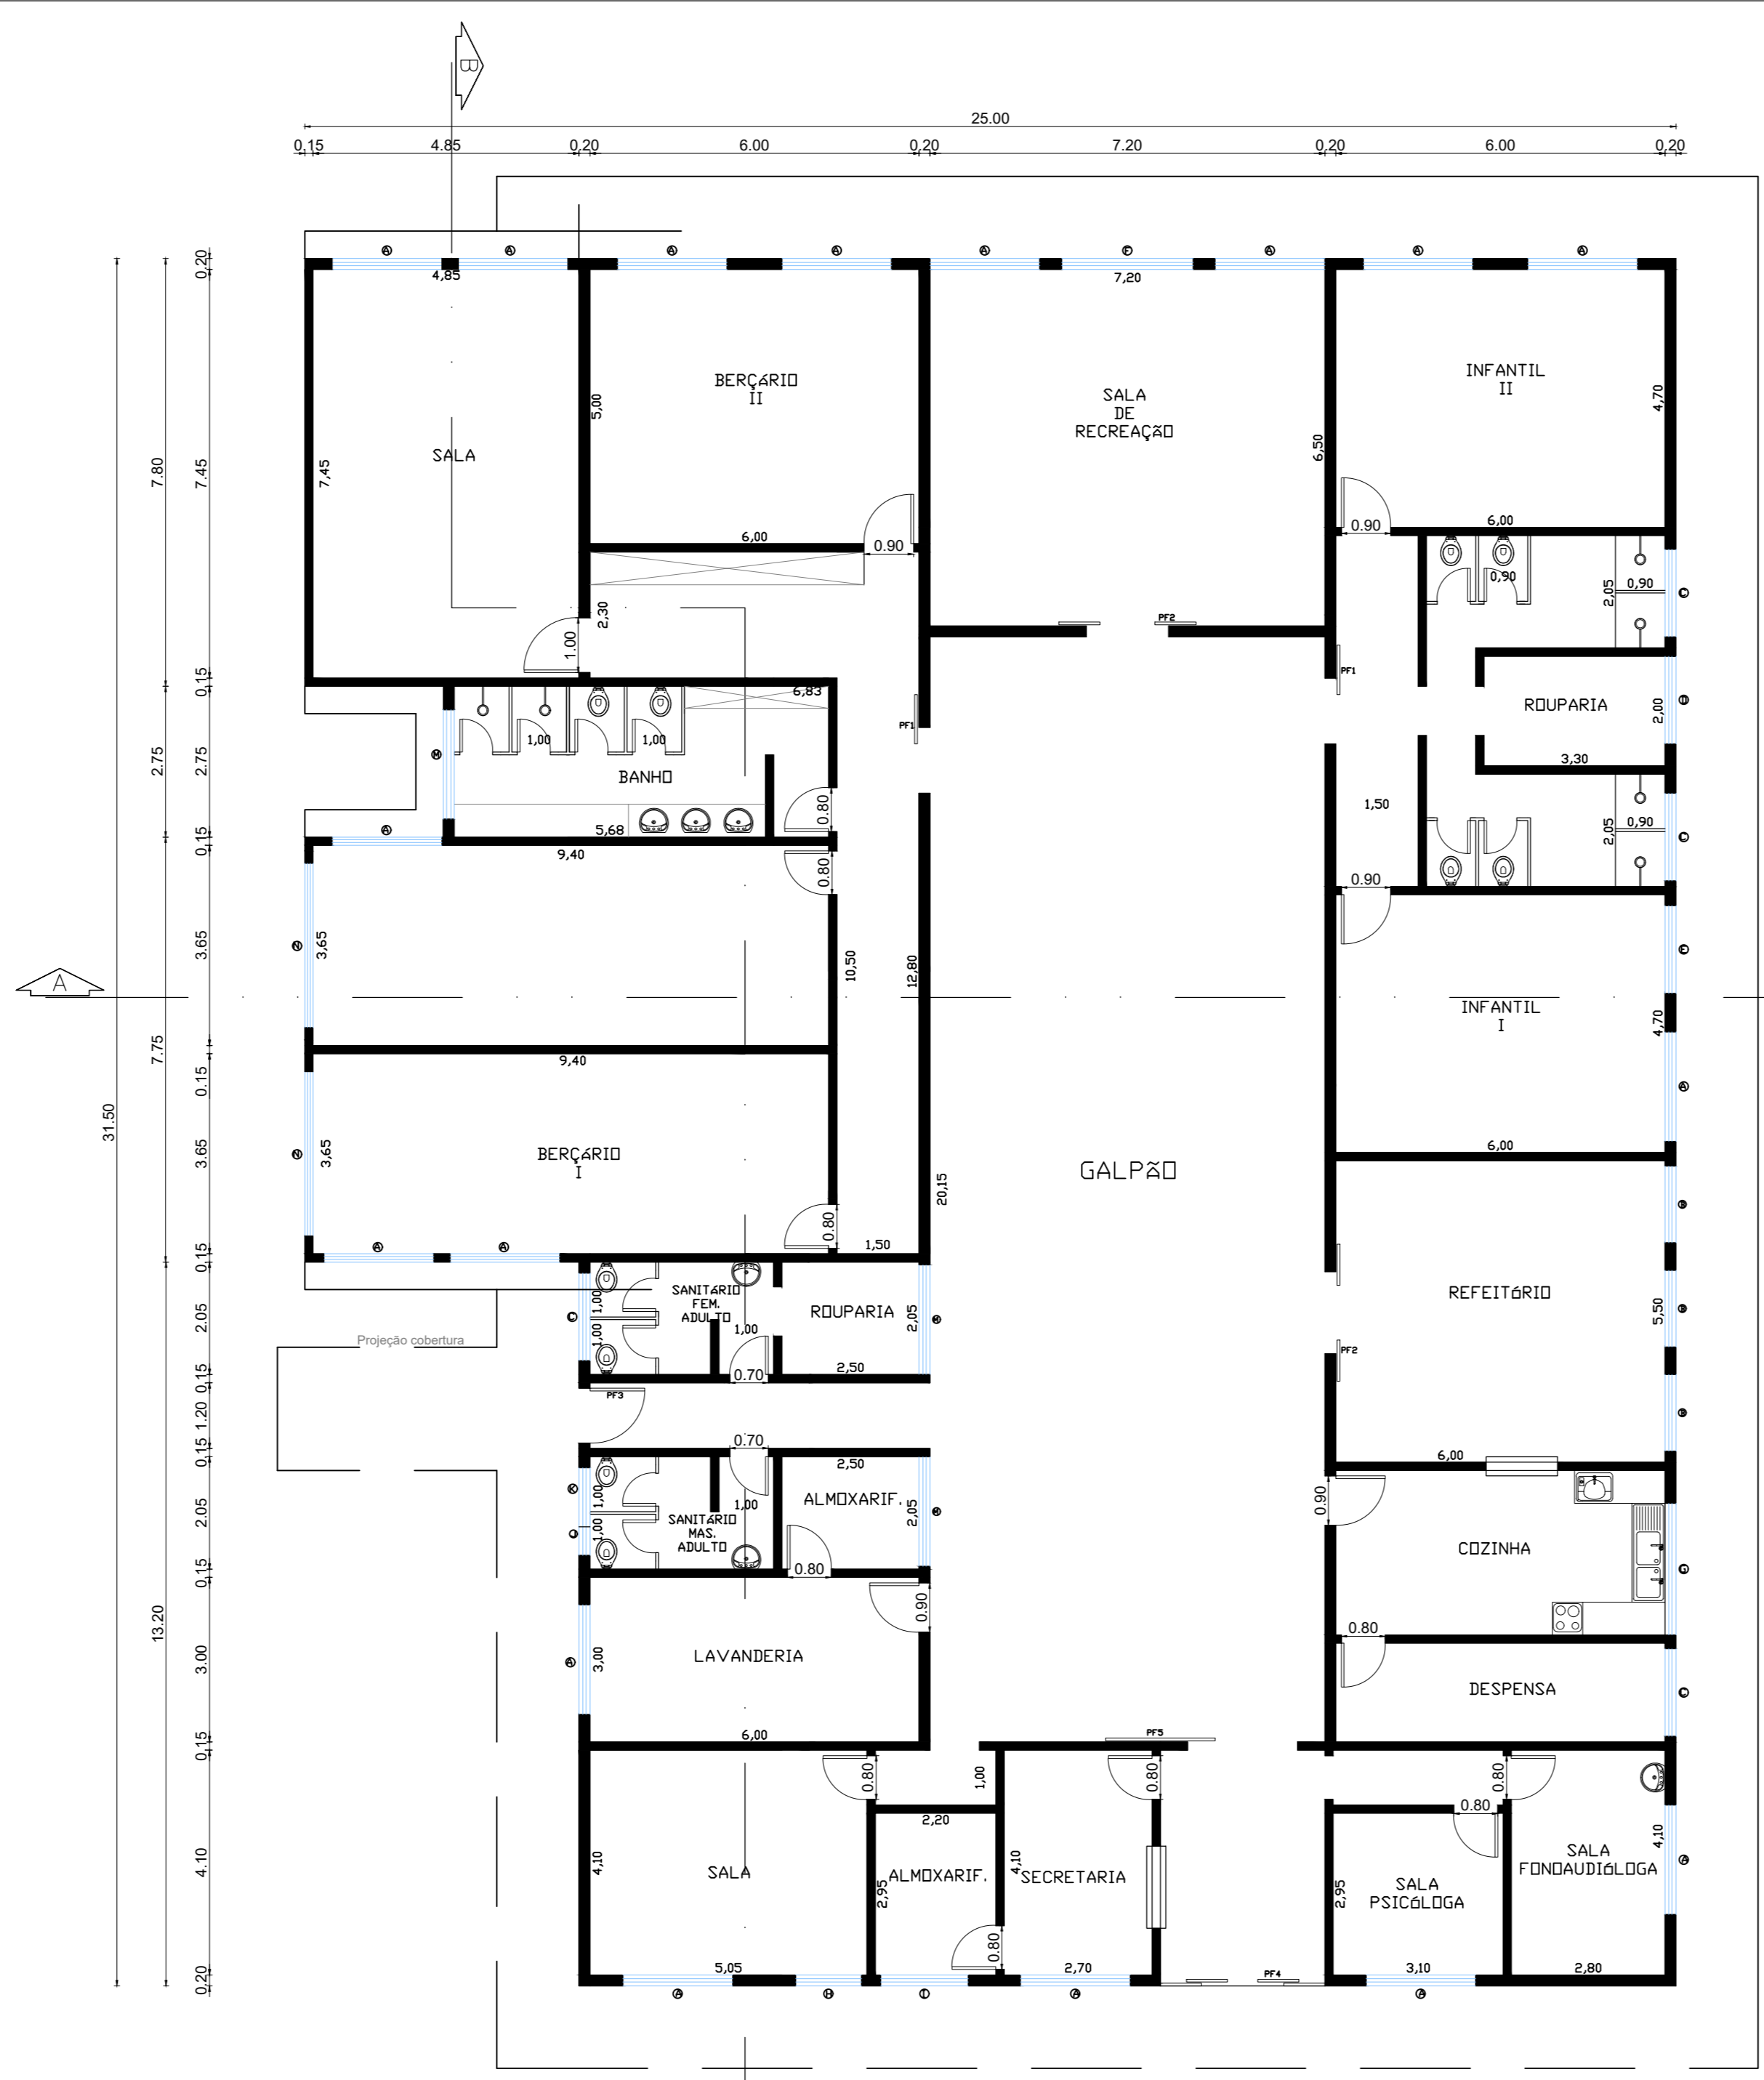 B
25.00
0,15 4.85 0,20 6.00 0,20 7.20 0,20 6.00 0,20
A A A A A F A A A
4,85
7,20
0,20
7.45
7.80
0,15
2.75
2.75
0,15
3.65
7.75
0.15
3.65
0,15
31.50
2.05
0,15
1.20
0,15
2.05
0,15
3.00
13.20
0,15
4.10
0,20
SALA
7,45
1.00
BERÇÁRIO
II
5,00
6,00
0.90
2,30
SALA
DE
RECREAÇÃO
6,50
PF2
INFANTIL
II
4,70
6,00
0.90
0,90
2,05
0,90
C
PF1
ROUPARIA
2,00
D
3,30
1,50
2,05
0,90
C
0.90
6,83
PF1
1,00
1,00
M
BANHO
0.80
5,68
A
9,40
0.80
3,65
N
10,50
12,80
A
9,40
BERÇÁRIO
I
3,65
N
0.80
1,50
A A
20,15
GALPÃO
INFANTIL
I
4,70
A
6,00
REFEITÓRIO
5,50
B
B
B
PF2
6,00
SANITÁRIO
FEM.
ADULTO
1,00
1,00
1,00
C
ROUPARIA
2,05
M
2,50
0.70
Projeção cobertura
PF3
0.70
2,50
ALMOXARIF.
2,05
M
K
J
1,00
1,00
1,00
SANITÁRIO
MAS.
ADULTO
0.80
0.90
LAVANDERIA
3,00
A
6,00
0.90
COZINHA
G
0.80
DESPENSA
C
PF5
0.80
1,00
0.80
0.80
0.80
2,20
SALA
4,10
5,05
ALMOXARIF.
2,95
0.80
SECRETARIA
4,10
2,70
PF4
SALA
PSICÓLOGA
2,95
3,10
SALA
FONOAUDIÓLOGA
4,10
A
2,80
A H I A A